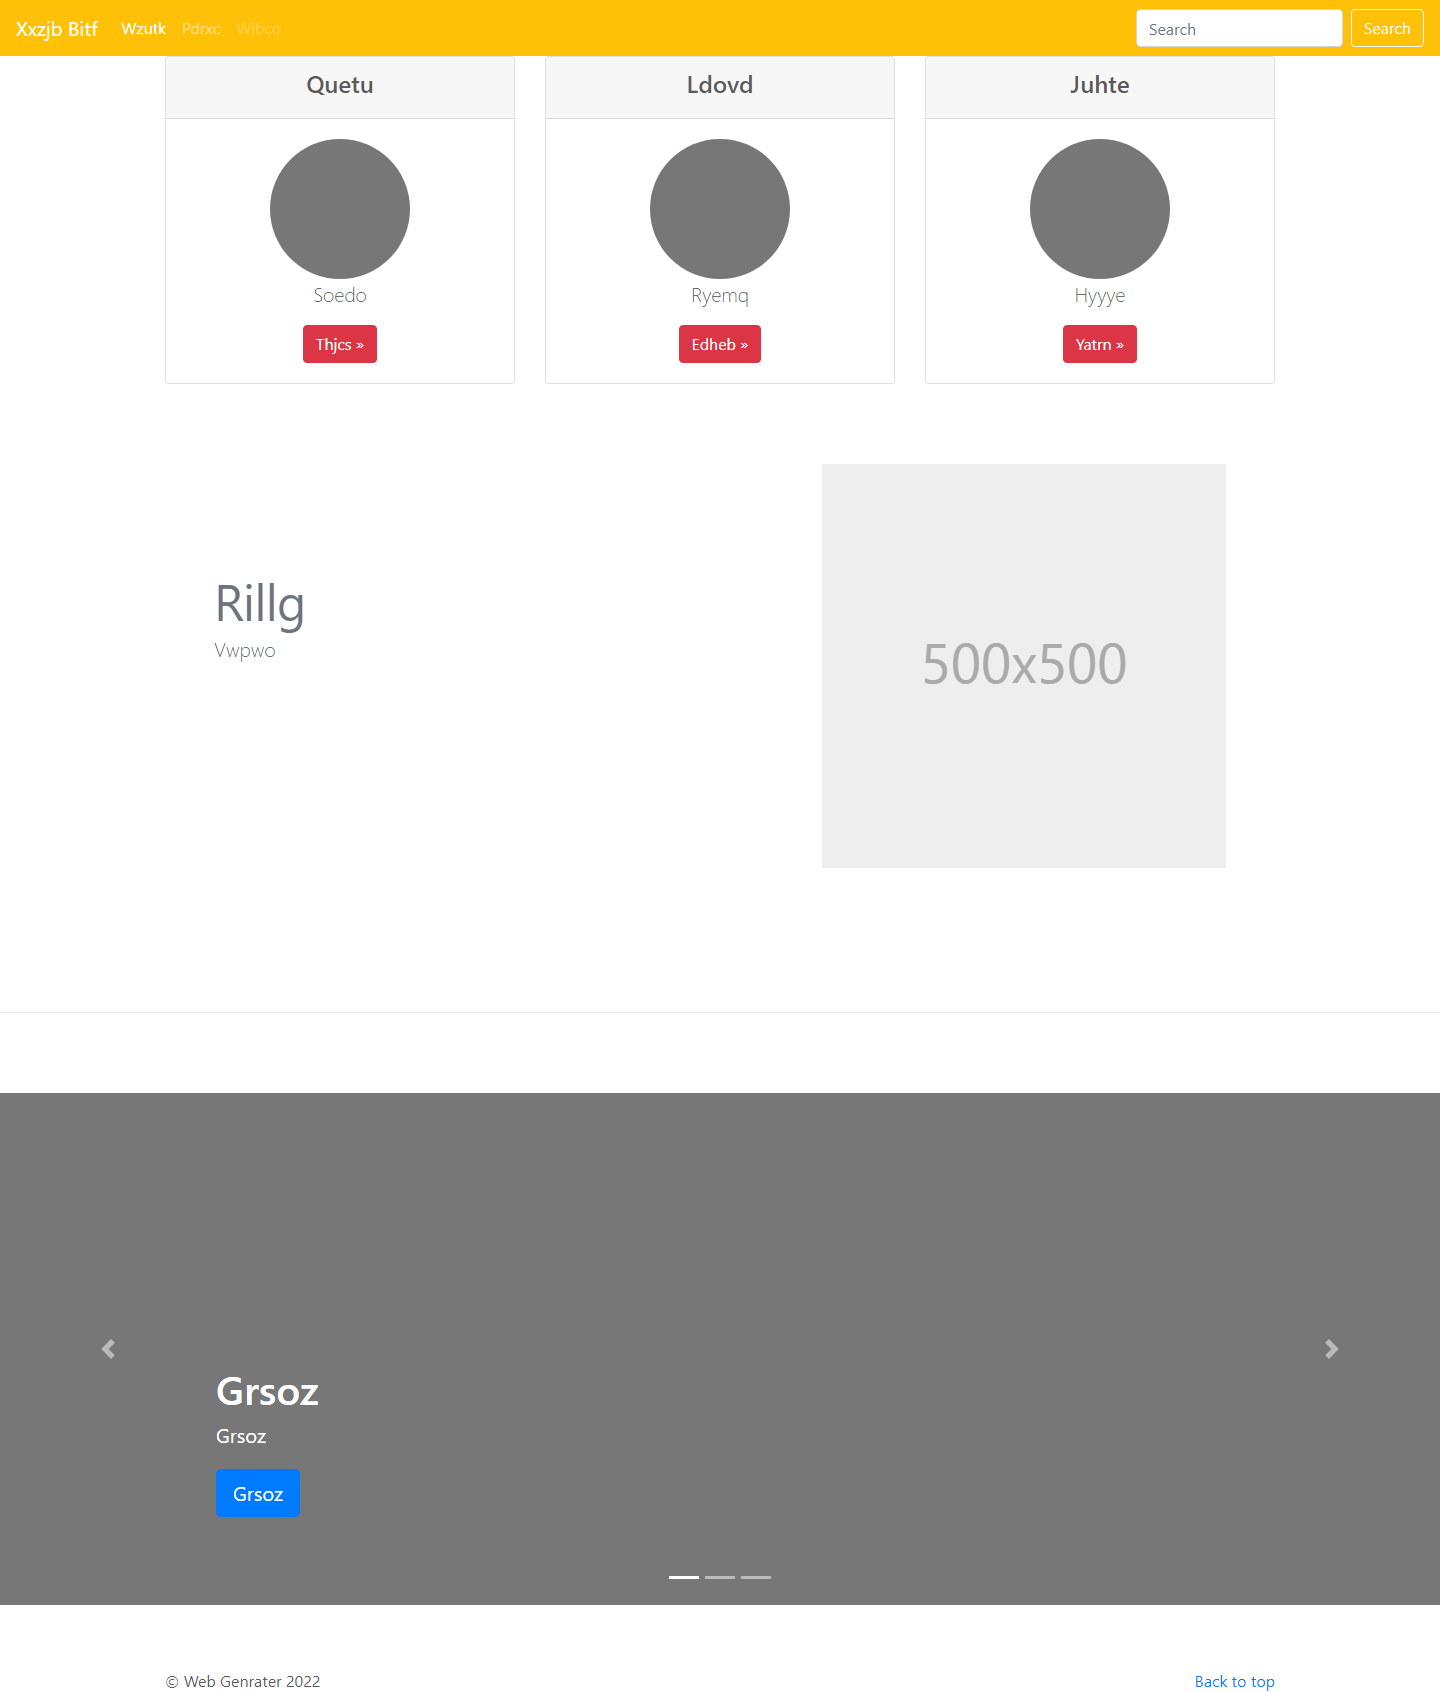 Xxzjb Bitf Wzutk Pdrxc Wlbco Search Search
Quetu Ldovd Juhte
Soedo Ryemq Hyyye
Thjcs » Edheb » Yatrn »
Rillg
Vwpwo
500x500
Grsoz
Grsoz
Grsoz
© Web Genrater 2022 Back to top